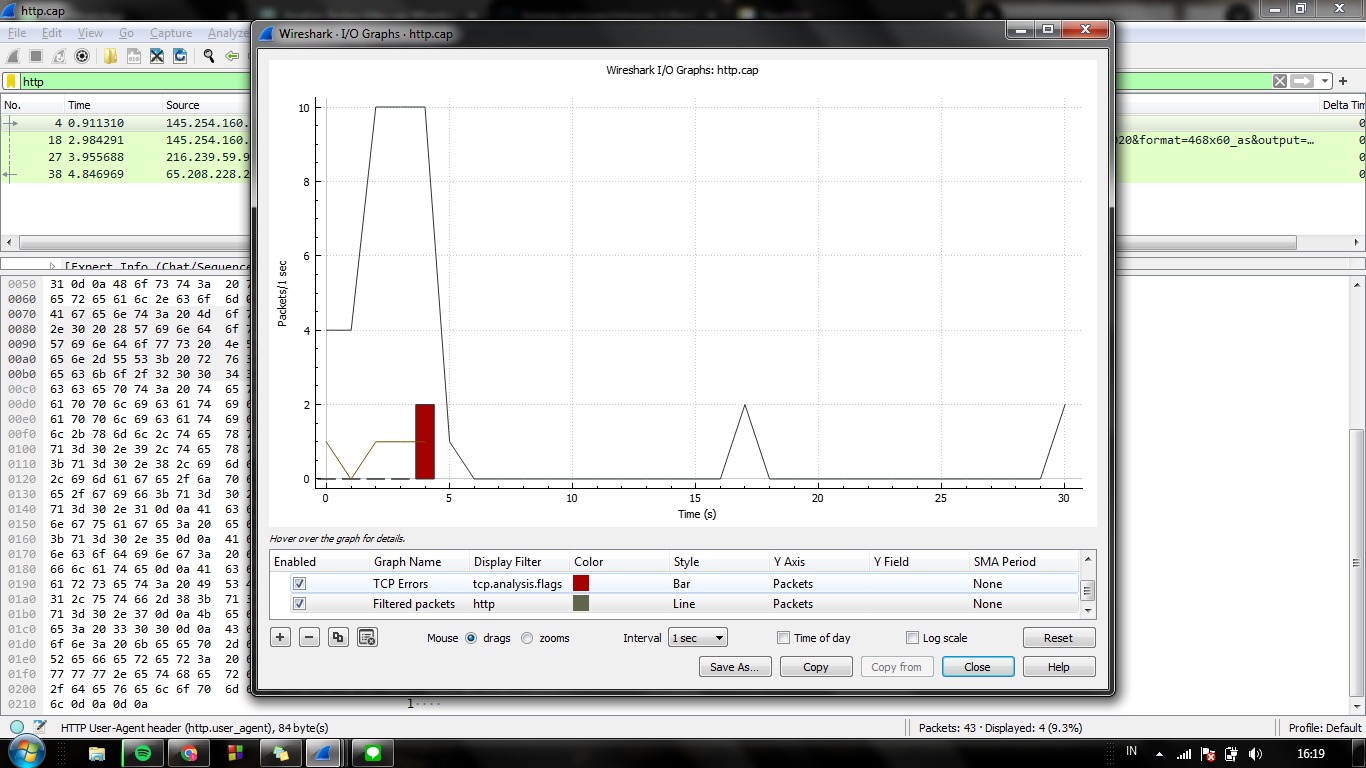 http.cap
File Edit View Go Capture Analyze
http
No. Time Source Delta Tim
4 0.911310 145.254.160. 0
18 2.984291 145.254.160. 020&format=468x60_as&output=… 0
27 3.955688 216.239.59.9 0
38 4.846969 65.208.228.2 0
[Expert Info (Chat/Sequence
0050 31 0d 0a 48 6f 73 74 3a 20 7
0060 65 72 65 61 6c 2e 63 6f 6d 0
0070 41 67 65 6e 74 3a 20 4d 6f 7
0080 2e 30 20 28 57 69 6e 64 6f 7
0090 57 69 6e 64 6f 77 73 20 4e 5
00a0 65 6e 2d 55 53 3b 20 72 76 3
00b0 65 63 6b 6f 2f 32 30 30 34 3
00c0 63 63 65 70 74 3a 20 74 65 7
00d0 61 70 70 6c 69 63 61 74 69 6
00e0 61 70 70 6c 69 63 61 74 69 6
00f0 6c 2b 78 6d 6c 2c 74 65 78 7
0100 71 3d 30 2e 39 2c 74 65 78 7
0110 3b 71 3d 30 2e 38 2c 69 6d 6
0120 2c 69 6d 61 67 65 2f 6a 70 6
0130 65 2f 67 69 66 3b 71 3d 30 2
0140 71 3d 30 2e 31 0d 0a 41 63 6
0150 6e 67 75 61 67 65 3a 20 65 6
0160 3b 71 3d 30 2e 35 0d 0a 41 6
0170 6e 63 6f 64 69 6e 67 3a 20 6
0180 66 6c 61 74 65 0d 0a 41 63 6
0190 61 72 73 65 74 3a 20 49 53 4
01a0 31 2c 75 74 66 2d 38 3b 71 3
01b0 71 3d 30 2e 37 0d 0a 4b 65 6
01c0 65 3a 20 33 30 30 0d 0a 43 6
01d0 6f 6e 3a 20 6b 65 65 70 2d 6
01e0 52 65 66 65 72 65 72 3a 20 6
01f0 77 77 77 2e 65 74 68 65 72 6
0200 2f 64 65 76 65 6c 6f 70 6d 6
0210 6c 0d 0a 0d 0a l····
Wireshark · I/O Graphs · http.cap
Wireshark I/O Graphs: http.cap
Packets/1 sec
10
8
6
4
2
0
0 5 10 15 20 25 30
Time (s)
Hover over the graph for details.
Enabled Graph Name Display Filter Color Style Y Axis Y Field SMA Period
TCP Errors tcp.analysis.flags Bar Packets None
Filtered packets http Line Packets None
Mouse drags zooms Interval 1 sec Time of day Log scale Reset
Save As... Copy Copy from Close Help
HTTP User-Agent header (http.user_agent), 84 byte(s) Packets: 43 · Displayed: 4 (9.3%) Profile: Default
IN 16:19